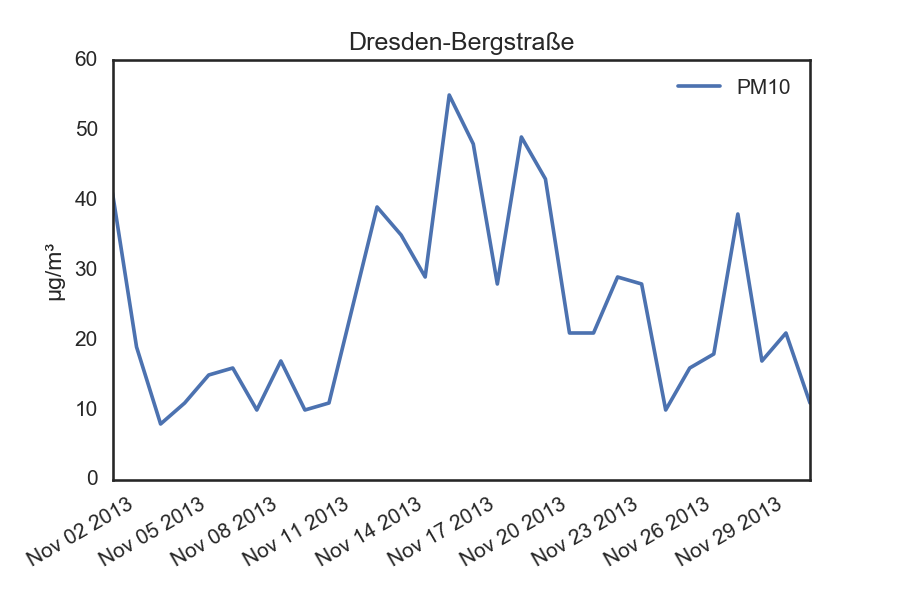 Dresden-Bergstraße
60
50
40
30
20
10
0
µg/m³
PM10
Nov 02 2013
Nov 05 2013
Nov 08 2013
Nov 11 2013
Nov 14 2013
Nov 17 2013
Nov 20 2013
Nov 23 2013
Nov 26 2013
Nov 29 2013